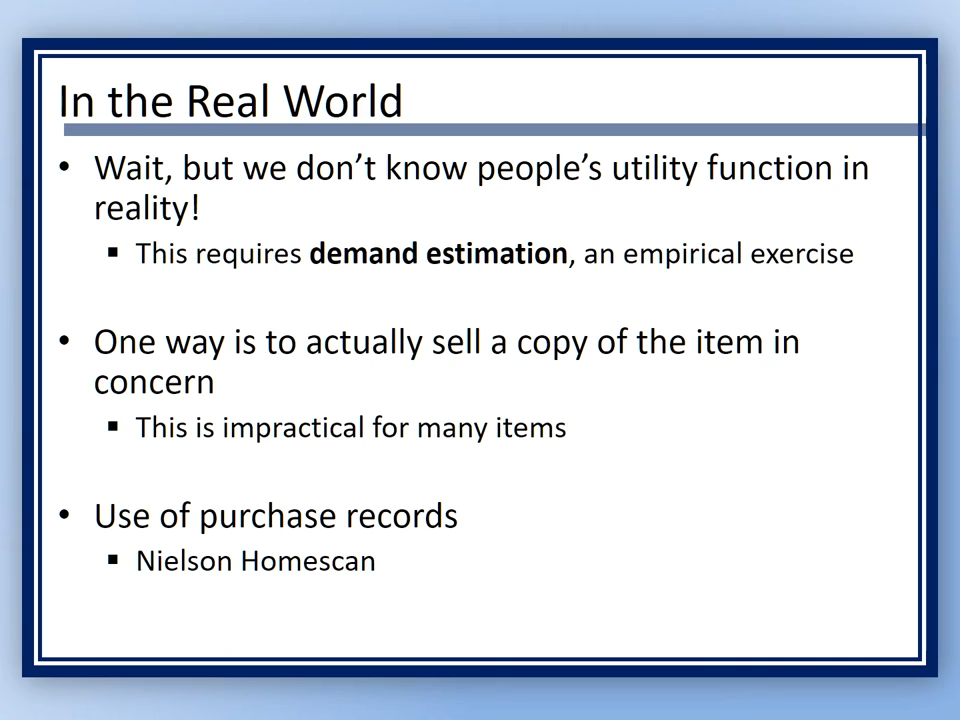 In the Real World
• Wait, but we don't know people's utility function in
reality!
▪ This requires demand estimation, an empirical exercise
• One way is to actually sell a copy of the item in
concern
▪ This is impractical for many items
• Use of purchase records
▪ Nielson Homescan